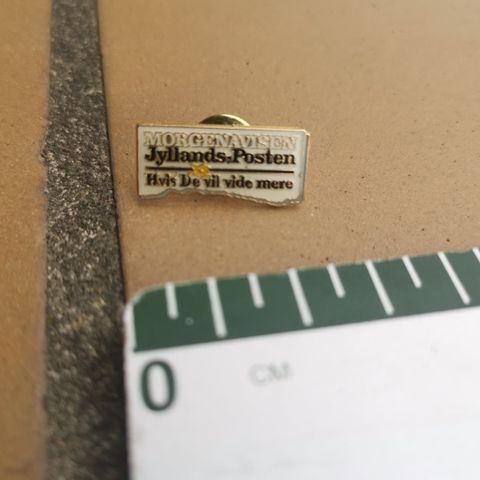 MORGENAVISEN
Jyllands-Posten
Hvis De vil vide mere
0
CM